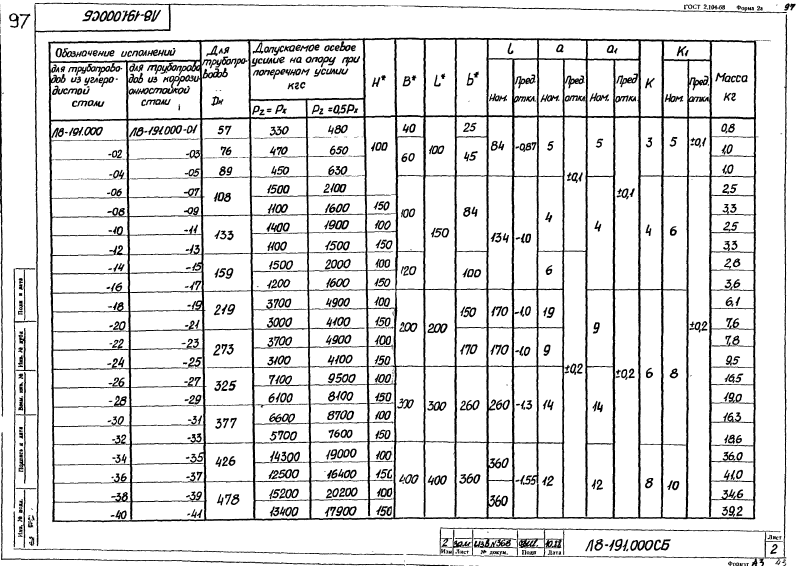 97
Л8-191000СБ
ГОСТ 2.104-68 Форма 2а
97
Обозначение исполнений
Для трубопроводов Dн
Допускаемое осевое усилие на опору при поперечном усилии кгс
H* B* L* b* l a a1 K K1 Масса кг
для трубопроводов из углеродистой стали
для трубопроводов из коррозионностойкой стали
Pz = Px Pz =0,5Px
Ном. Пред. откл. Ном. Пред. откл. Ном. Пред. откл. Ном. Пред. откл.
Л8-191.000 Л8-191.000-01 57 330 480 100 40 100 25 84 -0,87 5 ±0,1 5 ±0,1 3 5 ±0,1 0,8
-02 -03 76 470 650 60 45 1,0
-04 -05 89 450 630 1,0
-06 -07 108 1500 2100 100 150 84 134 -1,0 4 4 4 6 ±0,2 2,5
-08 -09 1100 1600 150 3,3
-10 -11 133 1400 1900 100 2,5
-12 -13 1100 1500 150 3,3
-14 -15 159 1500 2000 100 120 100 6 2,8
-16 -17 1200 1600 150 3,6
-18 -19 219 3700 4900 100 200 200 150 170 -1,0 19 ±0,2 9 ±0,2 6 8 6,1
-20 -21 3000 4100 150 7,6
-22 -23 273 3700 4900 100 170 170 -1,0 9 7,8
-24 -25 3100 4100 150 9,5
-26 -27 325 7100 9500 100 300 300 260 260 -1,3 14 14 16,5
-28 -29 6100 8100 150 19,0
-30 -31 377 6600 8700 100 16,3
-32 -33 5700 7600 150 18,6
-34 -35 426 14300 19000 100 400 400 360 360 -1,55 12 12 8 10 36,0
-36 -37 12500 16400 150 41,0
-38 -39 478 15200 20200 100 360 34,6
-40 -41 13400 17900 150 39,2
Подп и дата
Инв. № дубл.
Взам. инв. №
Подпись и дата
Инв. № подл.
2 зам изв №368 10.12
Изм Лист № докум. Подп Дата
Л8-191.000СБ
Лист
2
Формат А3